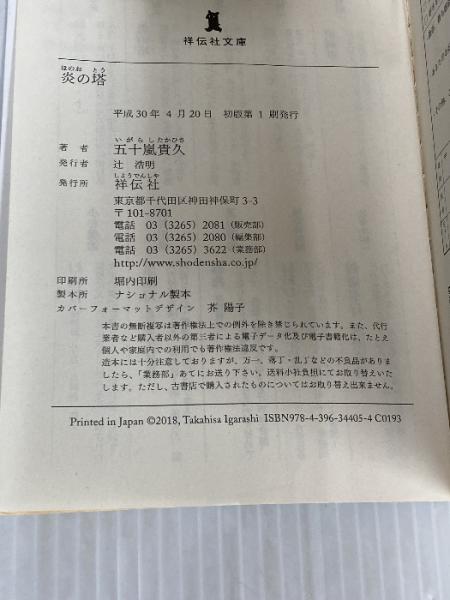 祥伝社文庫
ほのお とう
炎の塔
平成30年4月20日 初版第1刷発行
いがらしたかひさ
著者 五十嵐貴久
発行者 辻 浩明
しょうでんしゃ
発行所 祥伝社
東京都千代田区神田神保町3-3
〒101-8701
電話 03(3265)2081(販売部)
電話 03(3265)2080(編集部)
電話 03(3265)3622(業務部)
http://www.shodensha.co.jp/
印刷所 堀内印刷
製本所 ナショナル製本
カバーフォーマットデザイン 芥 陽子
本書の無断複写は著作権法上での例外を除き禁じられています。また、代行
業者など購入者以外の第三者による電子データ化及び電子書籍化は、たとえ
個人や家庭内での利用でも著作権法違反です。
造本には十分注意しておりますが、万一、落丁・乱丁などの不良品がありま
したら、「業務部」あてにお送り下さい。送料小社負担にてお取り替えいた
します。ただし、古書店で購入されたものについてはお取り替え出来ません。
Printed in Japan ©2018, Takahisa Igarashi ISBN978-4-396-34405-4 C0193